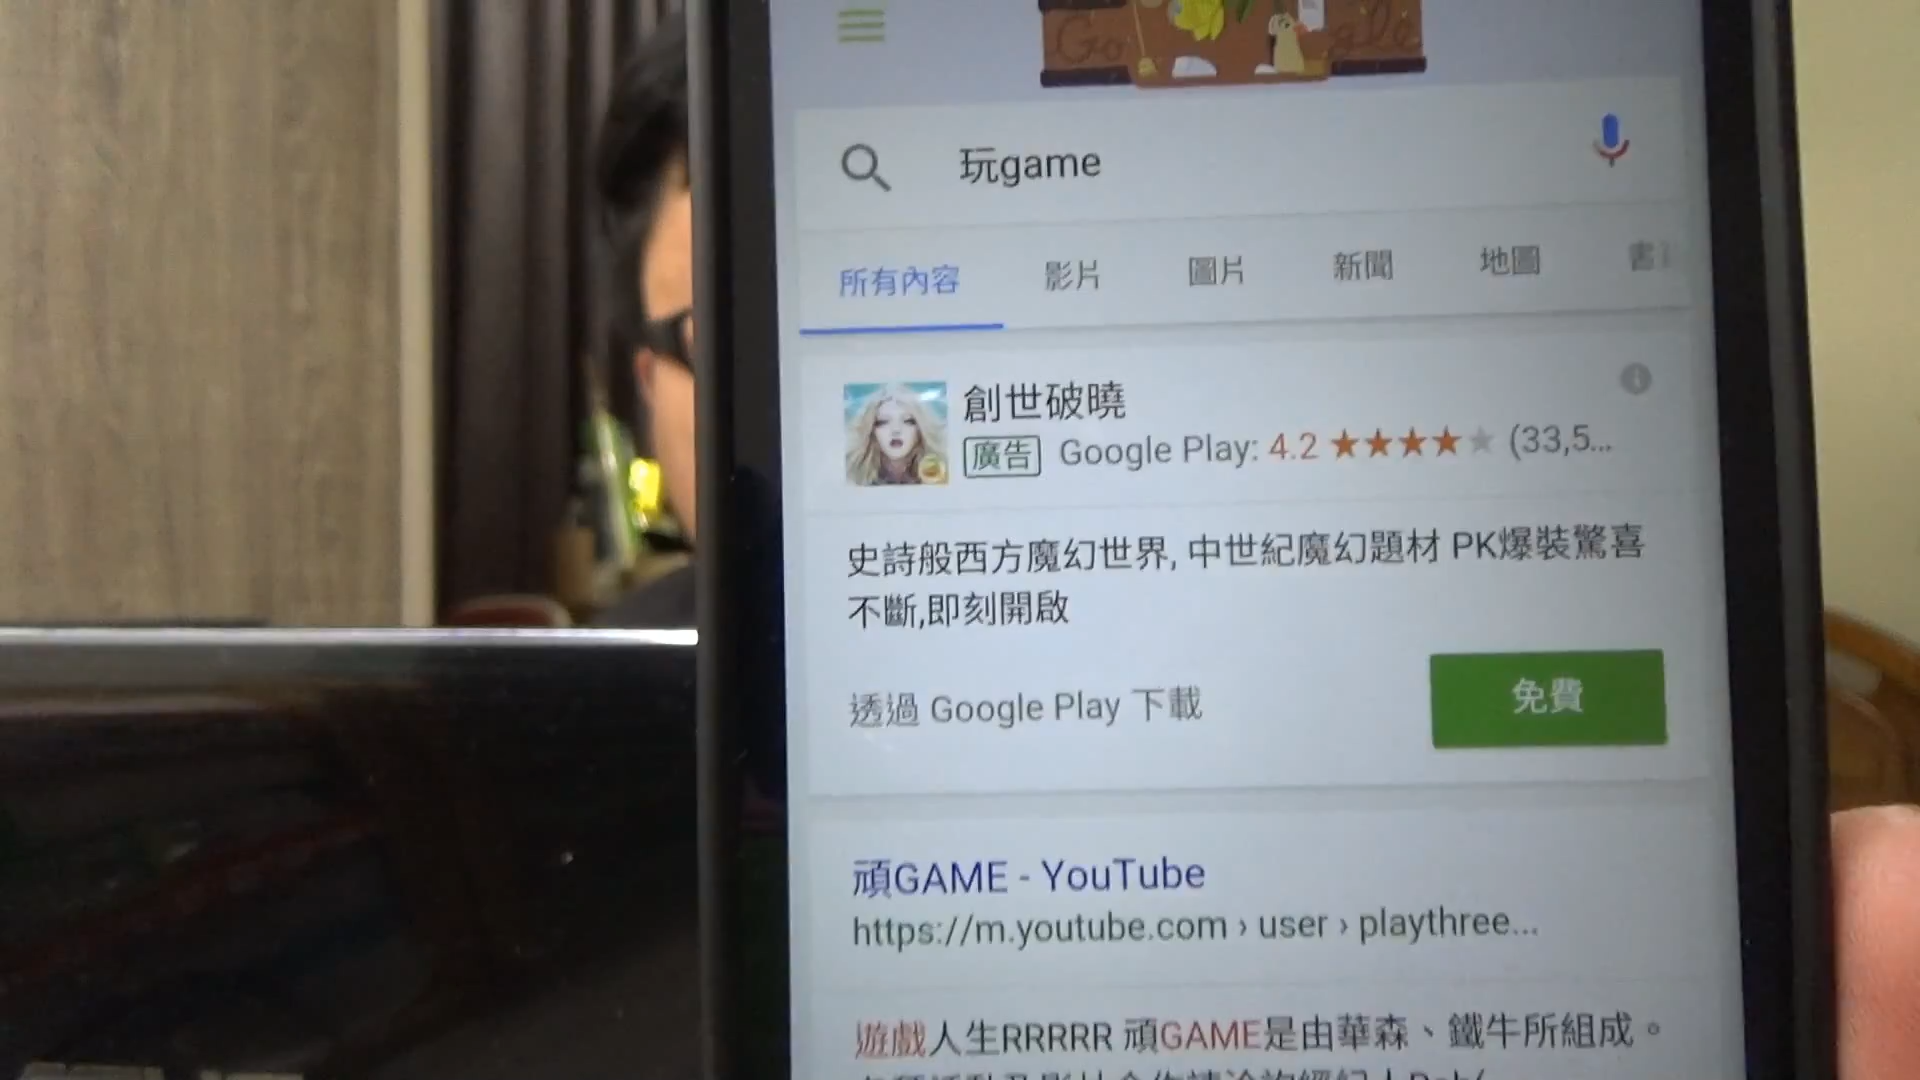 Google
玩game
所有內容 影片 圖片 新聞 地圖 書
創世破曉
廣告 Google Play: 4.2 ★★★★★ (33,5...
史詩般西方魔幻世界, 中世紀魔幻題材 PK爆裝驚喜
不斷,即刻開啟
透過 Google Play 下載 免費
頑GAME - YouTube
https://m.youtube.com › user › playthree...
遊戲人生RRRRR 頑GAME是由華森、鐵牛所組成。